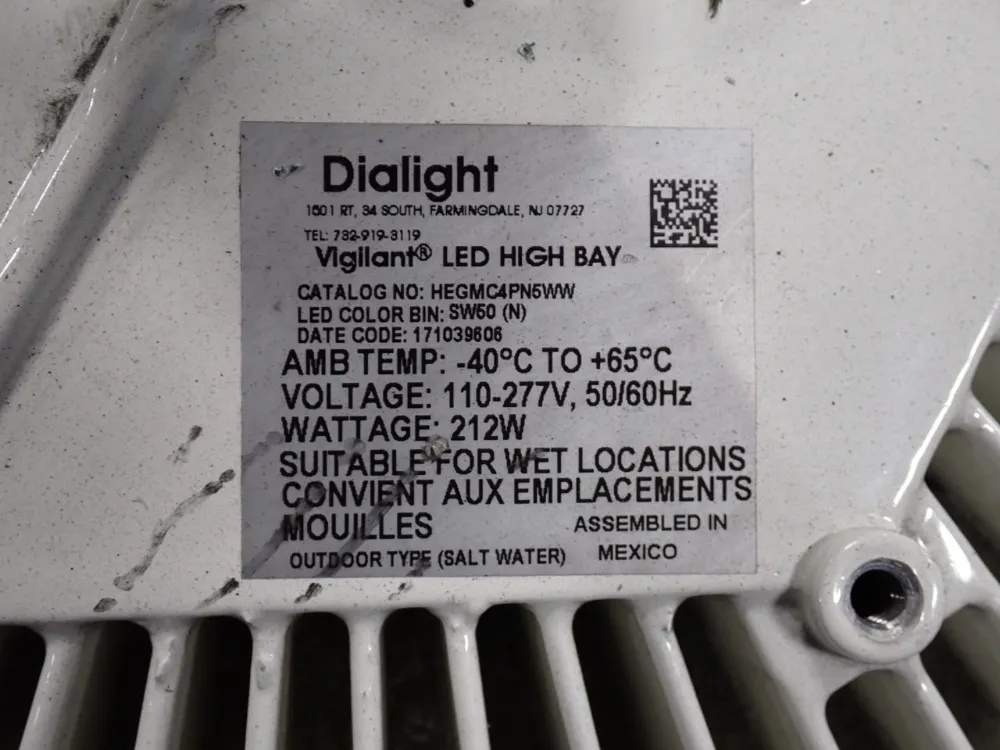 Dialight
1501 RT, 34 SOUTH, FARMINGDALE, NJ 07727
TEL: 732-919-3119
Vigilant® LED HIGH BAY
CATALOG NO: HEGMC4PN5WW
LED COLOR BIN: SW50 (N)
DATE CODE: 171039606
AMB TEMP: -40°C TO +65°C
VOLTAGE: 110-277V, 50/60Hz
WATTAGE: 212W
SUITABLE FOR WET LOCATIONS
CONVIENT AUX EMPLACEMENTS
MOUILLES
ASSEMBLED IN
MEXICO
OUTDOOR TYPE (SALT WATER)